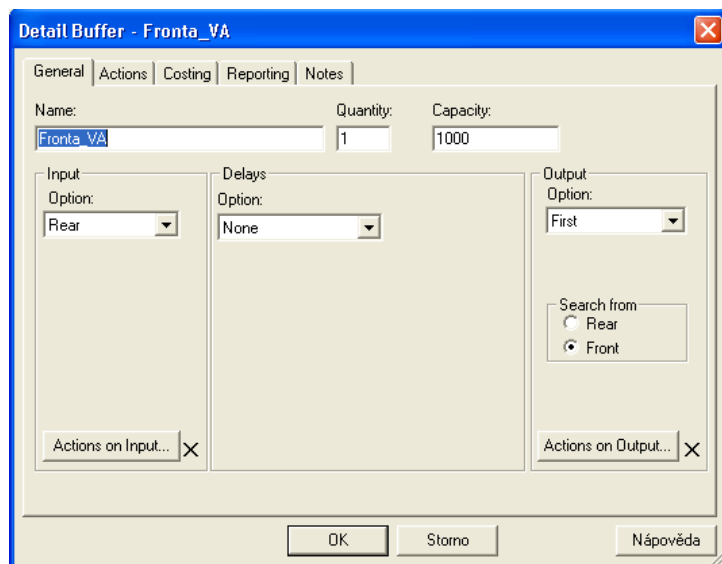 Detail Buffer - Fronta_VA
General Actions Costing Reporting Notes
Name: Quantity: Capacity:
Fronta_VA 1 1000
Input Delays Output
Option: Option: Option:
Rear None First
Search from
Rear
Front
Actions on Input... X Actions on Output... X
OK Storno Nápověda